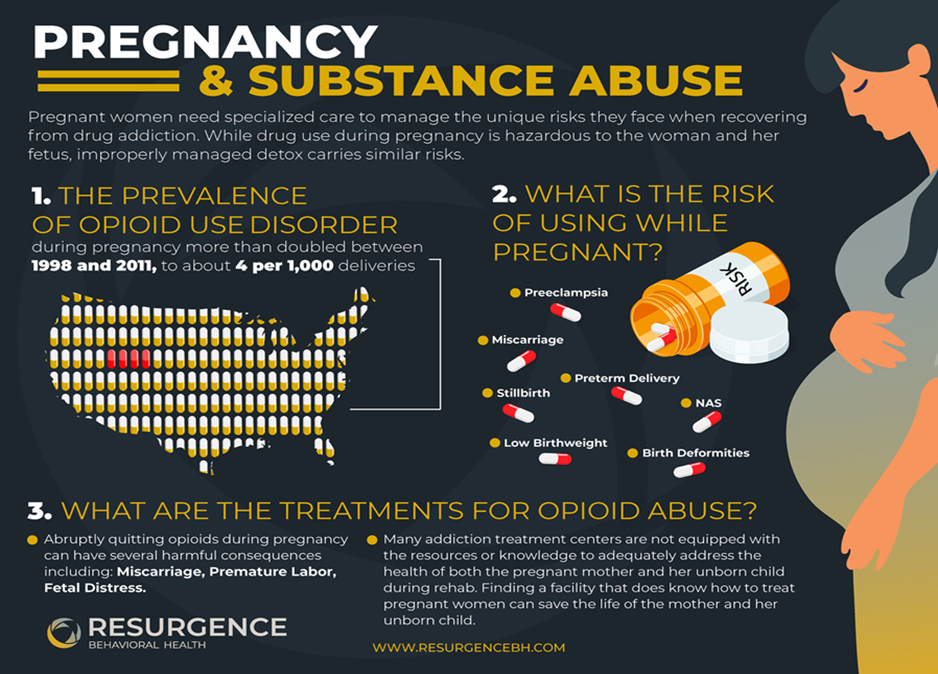 PREGNANCY
& SUBSTANCE ABUSE
Pregnant women need specialized care to manage the unique risks they face when recovering
from drug addiction. While drug use during pregnancy is hazardous to the woman and her
fetus, improperly managed detox carries similar risks.
1. THE PREVALENCE
OF OPIOID USE DISORDER
during pregnancy more than doubled between
1998 and 2011, to about 4 per 1,000 deliveries
2. WHAT IS THE RISK
OF USING WHILE
PREGNANT?
RISK
Preeclampsia
Miscarriage
Preterm Delivery
Stillbirth
NAS
Low Birthweight
Birth Deformities
3. WHAT ARE THE TREATMENTS FOR OPIOID ABUSE?
Abruptly quitting opioids during pregnancy
can have several harmful consequences
including: Miscarriage, Premature Labor,
Fetal Distress.
Many addiction treatment centers are not equipped with
the resources or knowledge to adequately address the
health of both the pregnant mother and her unborn child
during rehab. Finding a facility that does know how to treat
pregnant women can save the life of the mother and her
unborn child.
RESURGENCE
BEHAVIORAL HEALTH
WWW.RESURGENCEBH.COM